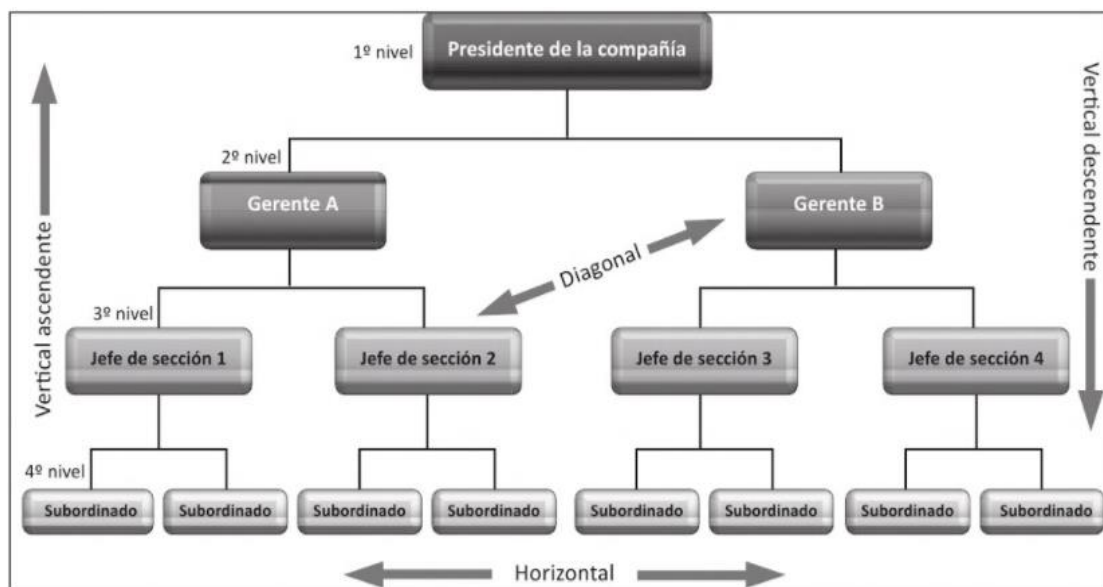 1º nivel
Presidente de la compañía
Vertical ascendente
Vertical descendente
2º nivel
Gerente A
Gerente B
Diagonal
3º nivel
Jefe de sección 1
Jefe de sección 2
Jefe de sección 3
Jefe de sección 4
4º nivel
Subordinado
Subordinado
Subordinado
Subordinado
Subordinado
Subordinado
Subordinado
Subordinado
Horizontal